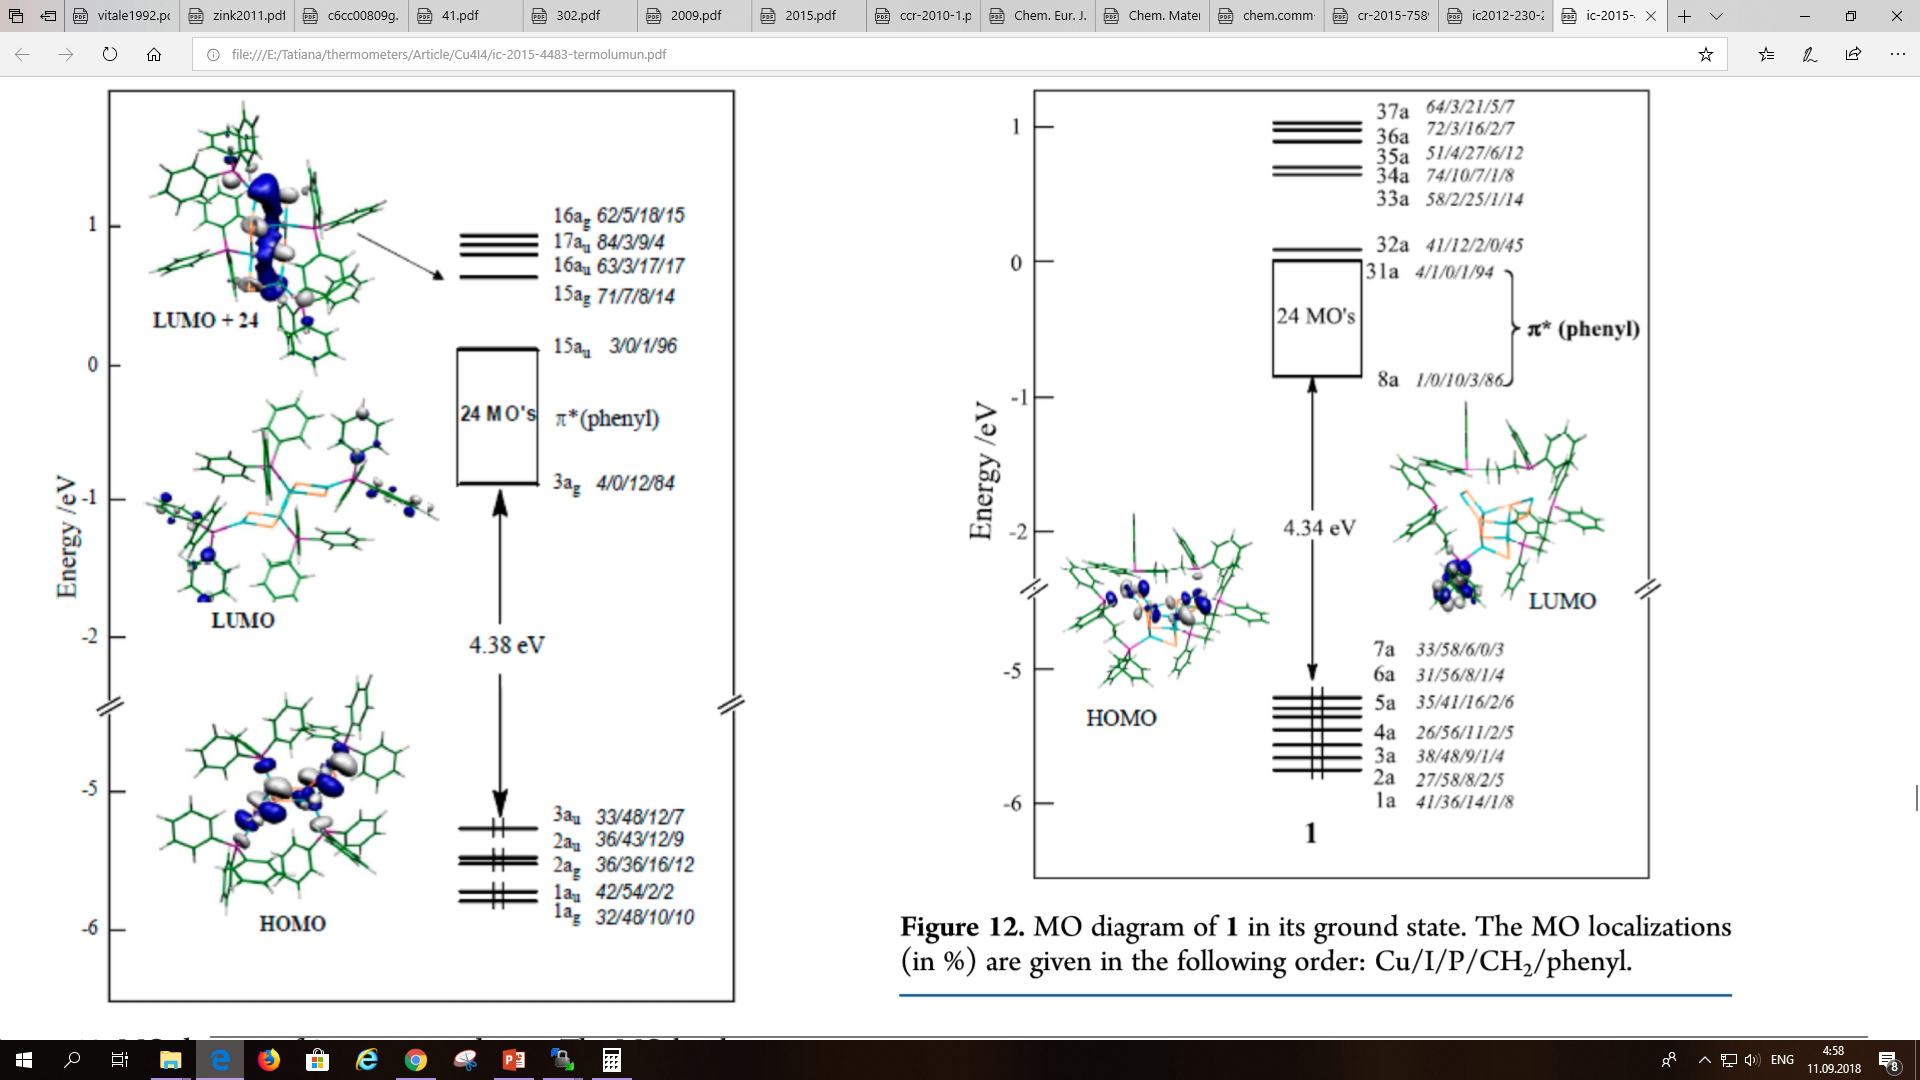 vitale1992.pc
zink2011.pdf
c6cc00809g.
41.pdf
302.pdf
2009.pdf
2015.pdf
ccr-2010-1.p
Chem. Eur. J.
Chem. Mater
chem.comm
cr-2015-758
ic2012-230-2
ic-2015-
file:///E:/Tatiana/thermometers/Article/Cu4I4/ic-2015-4483-termolumun.pdf
1
0
-1
-2
-5
-6
Energy /eV
LUMO + 24
LUMO
HOMO
16ag 62/5/18/15
17au 84/3/9/4
16au 63/3/17/17
15ag 71/7/8/14
15au 3/0/1/96
24 MO's
π*(phenyl)
3ag 4/0/12/84
4.38 eV
3au 33/48/12/7
2au 36/43/12/9
2ag 36/36/16/12
1au 42/54/2/2
1ag 32/48/10/10
1
0
-1
-2
-5
-6
Energy /eV
37a 64/3/21/5/7
36a 72/3/16/2/7
35a 51/4/27/6/12
34a 74/10/7/1/8
33a 58/2/25/1/14
32a 41/12/2/0/45
31a 4/1/0/1/94
24 MO's
π* (phenyl)
8a 1/0/10/3/86
4.34 eV
LUMO
HOMO
7a 33/58/6/0/3
6a 31/56/8/1/4
5a 35/41/16/2/6
4a 26/56/11/2/5
3a 38/48/9/1/4
2a 27/58/8/2/5
1a 41/36/14/1/8
1
Figure 12. MO diagram of 1 in its ground state. The MO localizations
(in %) are given in the following order: Cu/I/P/CH2/phenyl.
ENG
4:58
11.09.2018
8